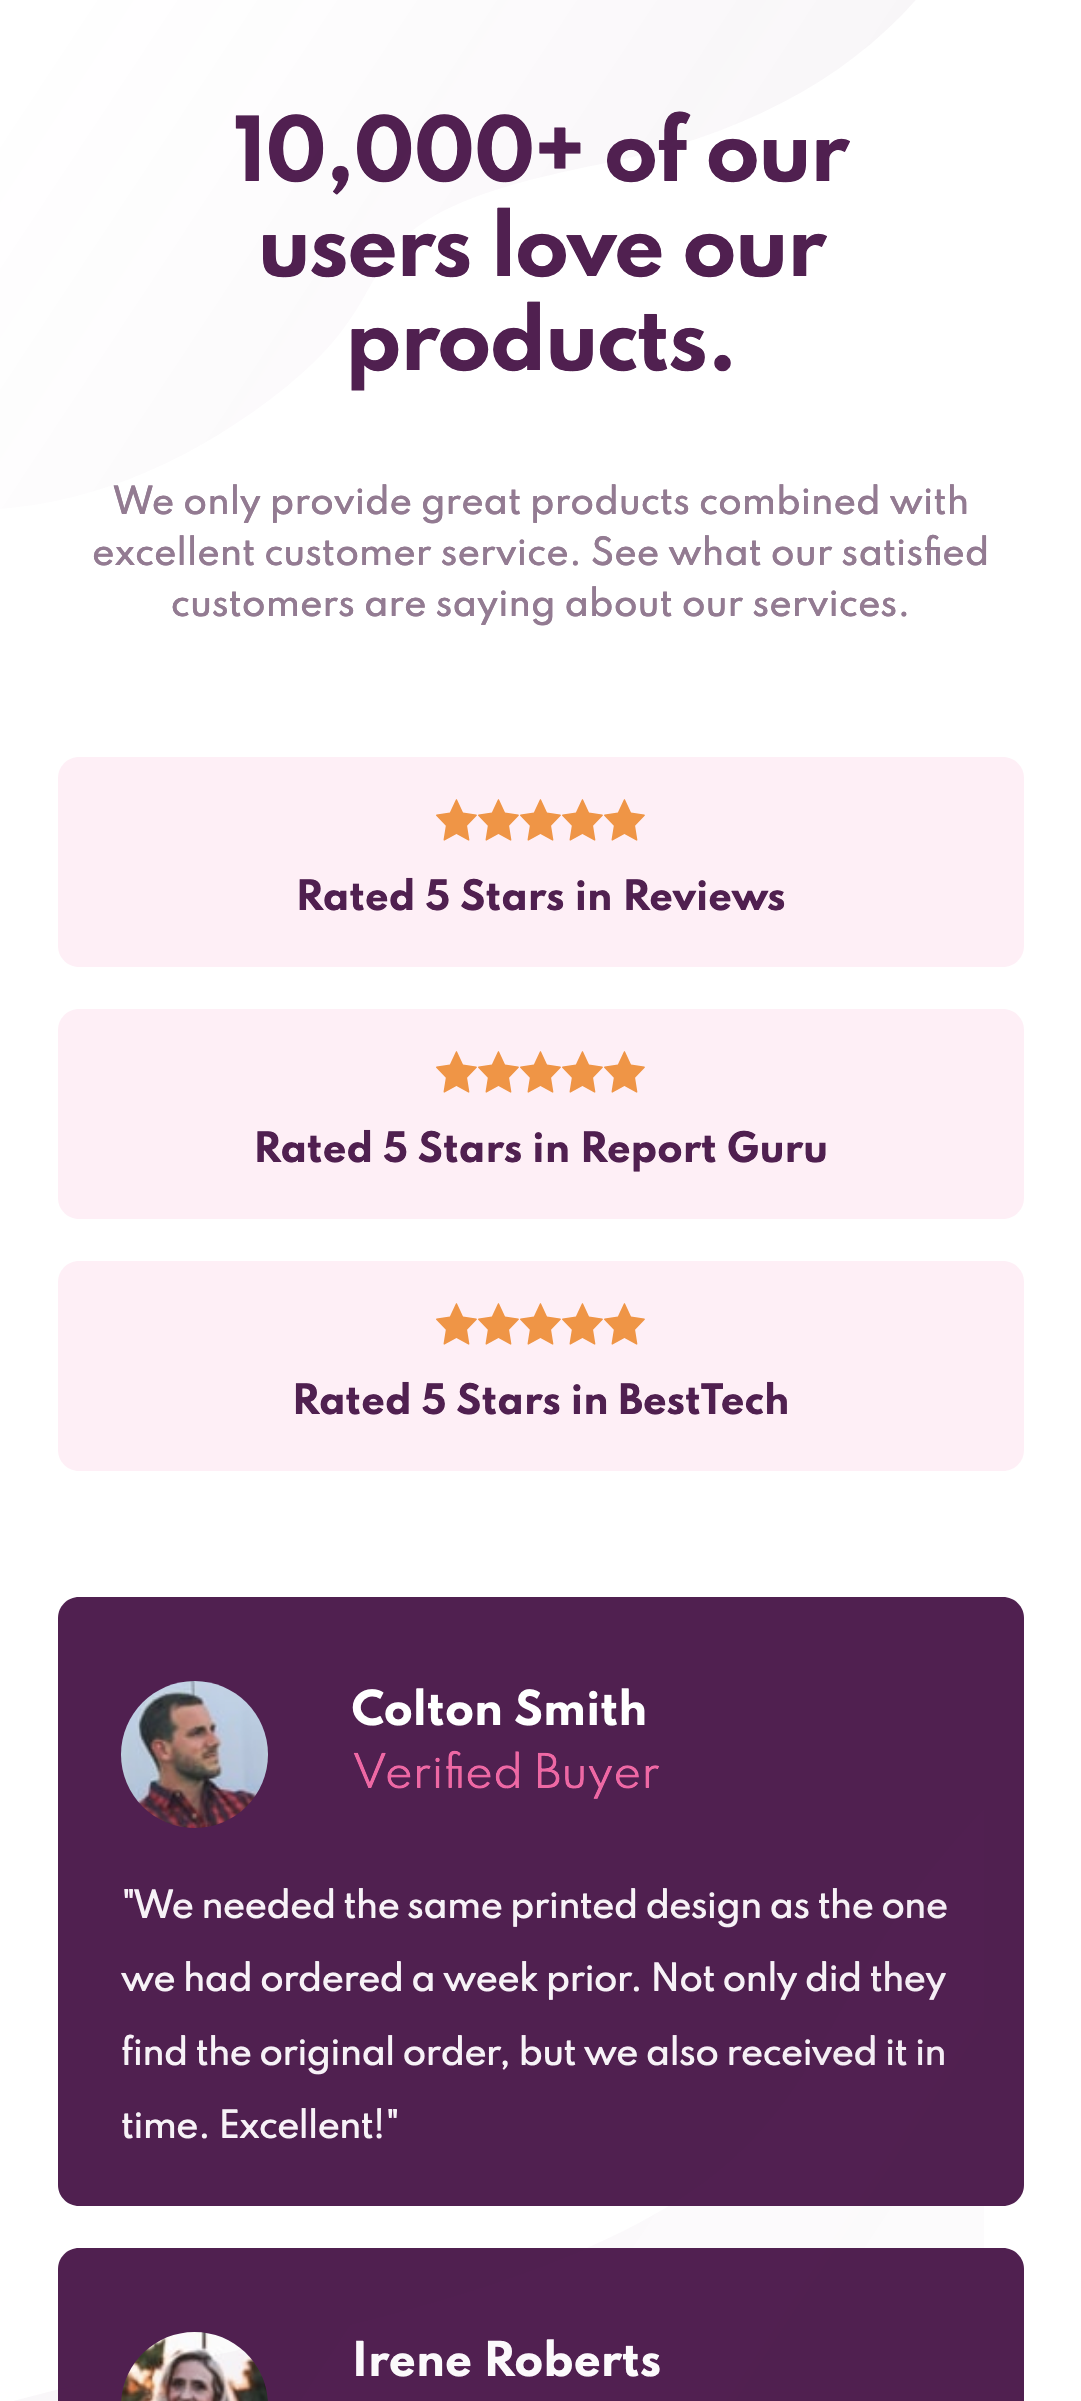 10,000+ of our
users love our
products.
We only provide great products combined with
excellent customer service. See what our satisfied
customers are saying about our services.
Rated 5 Stars in Reviews
Rated 5 Stars in Report Guru
Rated 5 Stars in BestTech
Colton Smith
Verified Buyer
"We needed the same printed design as the one
we had ordered a week prior. Not only did they
find the original order, but we also received it in
time. Excellent!"
Irene Roberts